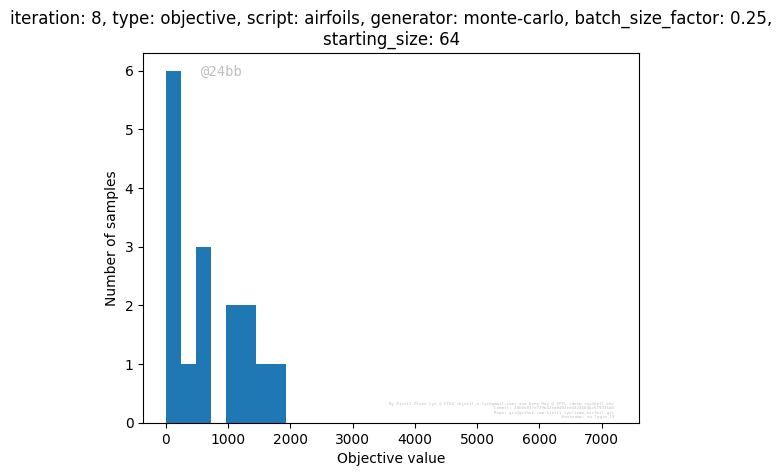 iteration: 8, type: objective, script: airfoils, generator: monte-carlo, batch_size_factor: 0.25,
starting_size: 64
@24bb
Number of samples
6
5
4
3
2
1
0
0 1000 2000 3000 4000 5000 6000 7000
Objective value